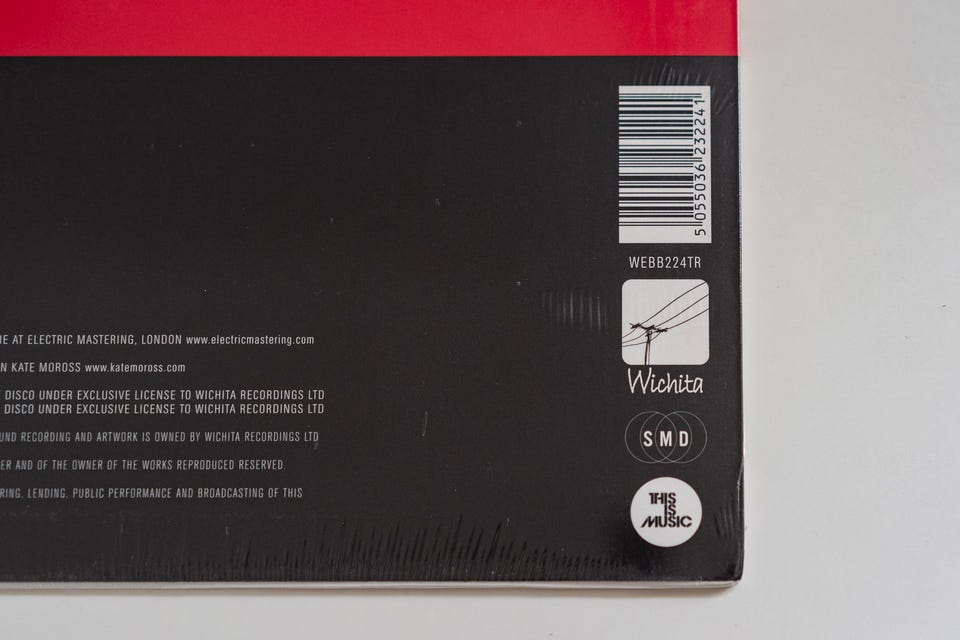 5 055036 232241
WEBB224TR
Wichita
SMD
THIS
IS
MUSIC
AT ELECTRIC MASTERING, LONDON www.electricmastering.com
KATE MOROSS www.katemoross.com
DISCO UNDER EXCLUSIVE LICENSE TO WICHITA RECORDINGS LTD
DISCO UNDER EXCLUSIVE LICENSE TO WICHITA RECORDINGS LTD
RECORDING AND ARTWORK IS OWNED BY WICHITA RECORDINGS LTD
AND OF THE OWNER OF THE WORKS REPRODUCED RESERVED.
LENDING, PUBLIC PERFORMANCE AND BROADCASTING OF THIS